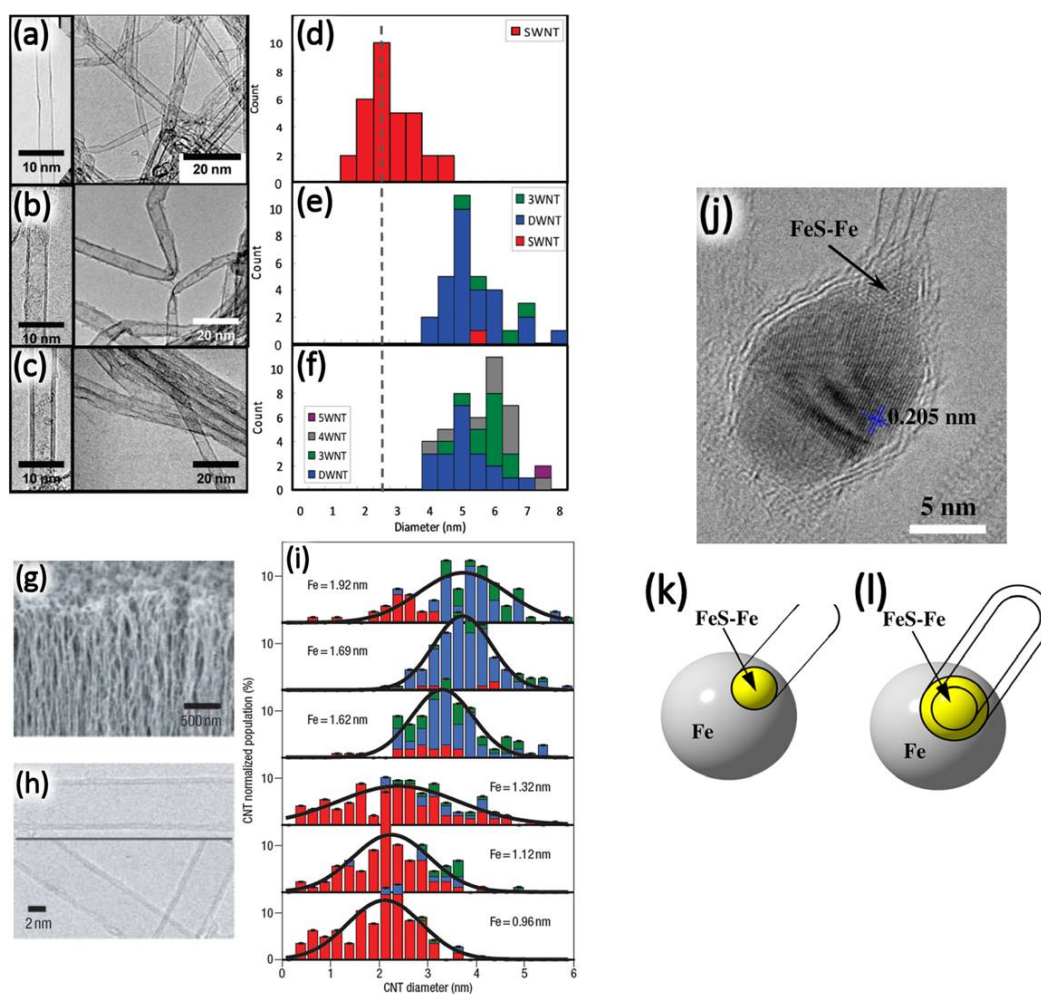 (a)
10 nm
20 nm
(b)
10 nm
20 nm
(c)
10 nm
20 nm
(d)
SWNT
Count
10
8
6
4
2
0
(e)
3WNT
DWNT
SWNT
Count
10
8
6
4
2
0
(f)
5WNT
4WNT
3WNT
DWNT
Count
10
8
6
4
2
0
0 1 2 3 4 5 6 7 8
Diameter (nm)
(g)
500 nm
(h)
2 nm
(i)
CNT normalized population (%)
10
Fe = 1.92 nm
10
Fe = 1.69 nm
10
Fe = 1.62 nm
10
Fe = 1.32 nm
10
Fe = 1.12 nm
10
Fe = 0.96 nm
0
0 1 2 3 4 5 6
CNT diameter (nm)
(j)
FeS-Fe
0.205 nm
5 nm
(k)
FeS-Fe
Fe
(l)
FeS-Fe
Fe